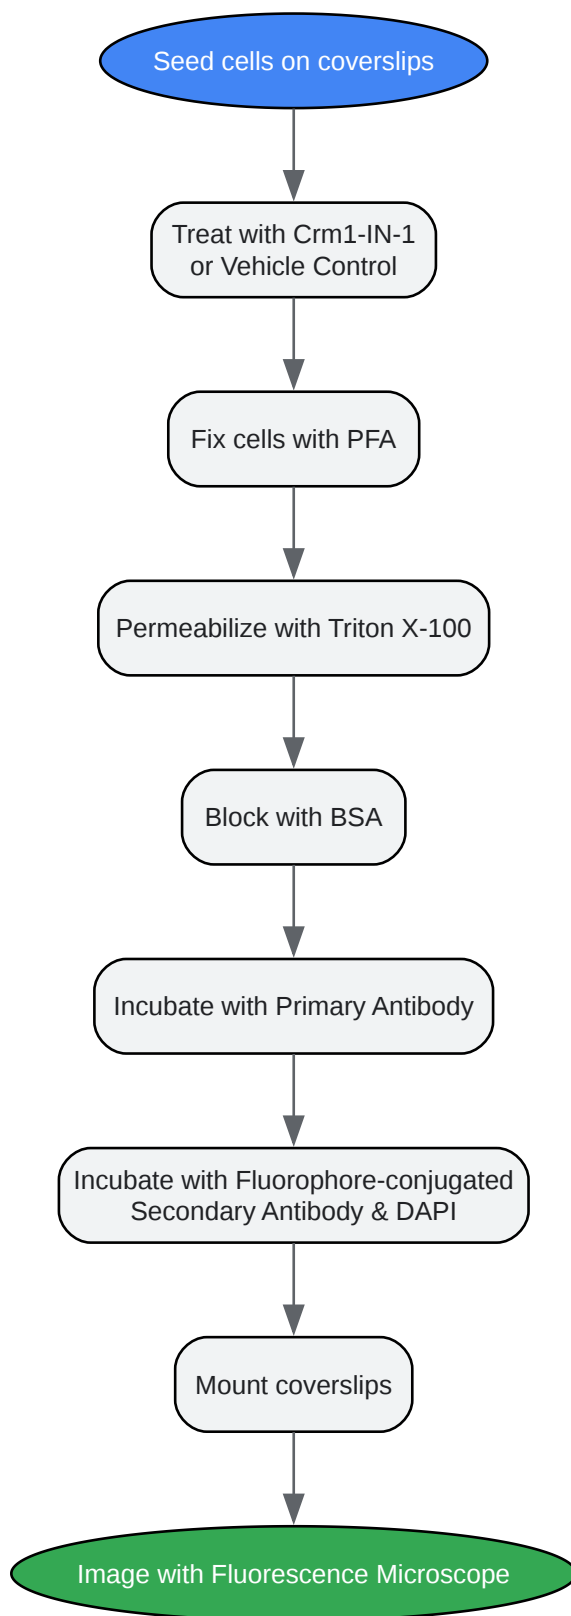 Seed cells on coverslips
Treat with Crm1-IN-1
or Vehicle Control
Fix cells with PFA
Permeabilize with Triton X-100
Block with BSA
Incubate with Primary Antibody
Incubate with Fluorophore-conjugated
Secondary Antibody & DAPI
Mount coverslips
Image with Fluorescence Microscope